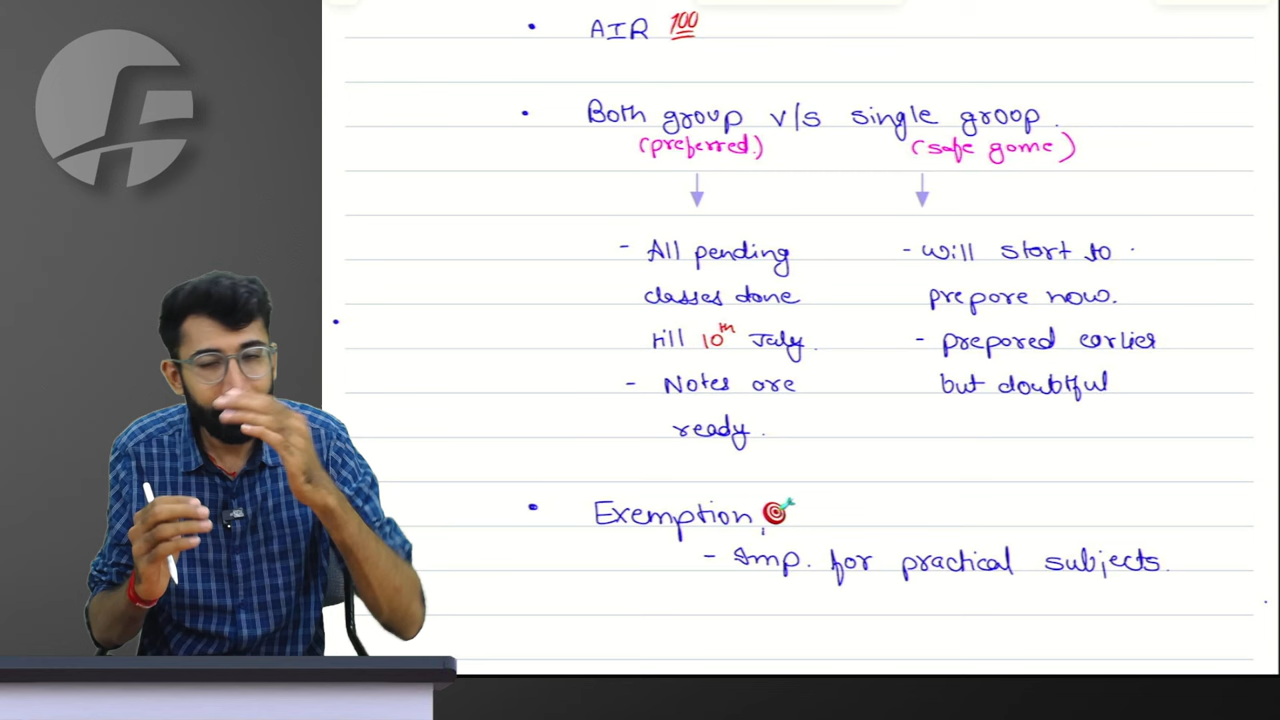 • AIR 💯
• Both group v/s single group.
(preferred.) (safe game)
- All pending
classes done
till 10th July.
- Notes are
ready.
- will start to
prepare now.
- prepared earlier
but doubtful
• Exemption 🎯
- Imp. for practical subjects.